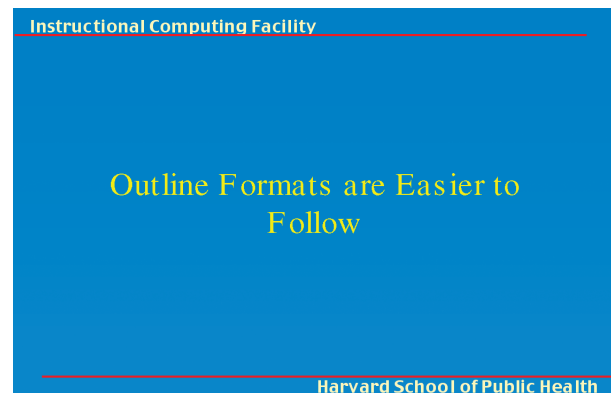 Instructional Computing Facility
Outline Formats are Easier to
Follow
Harvard School of Public Health